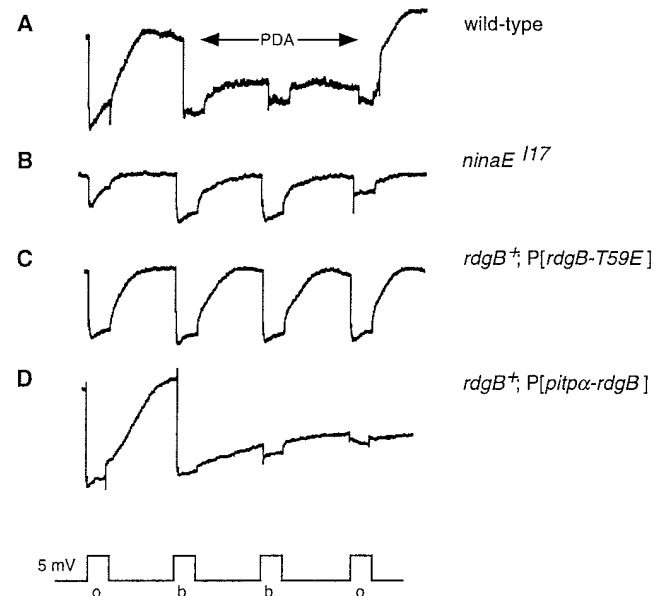 A
PDA
wild-type
B
ninaE I17
C
rdgB+; P[rdgB-T59E]
D
rdgB+; P[pitpα-rdgB]
5 mV
o b b o